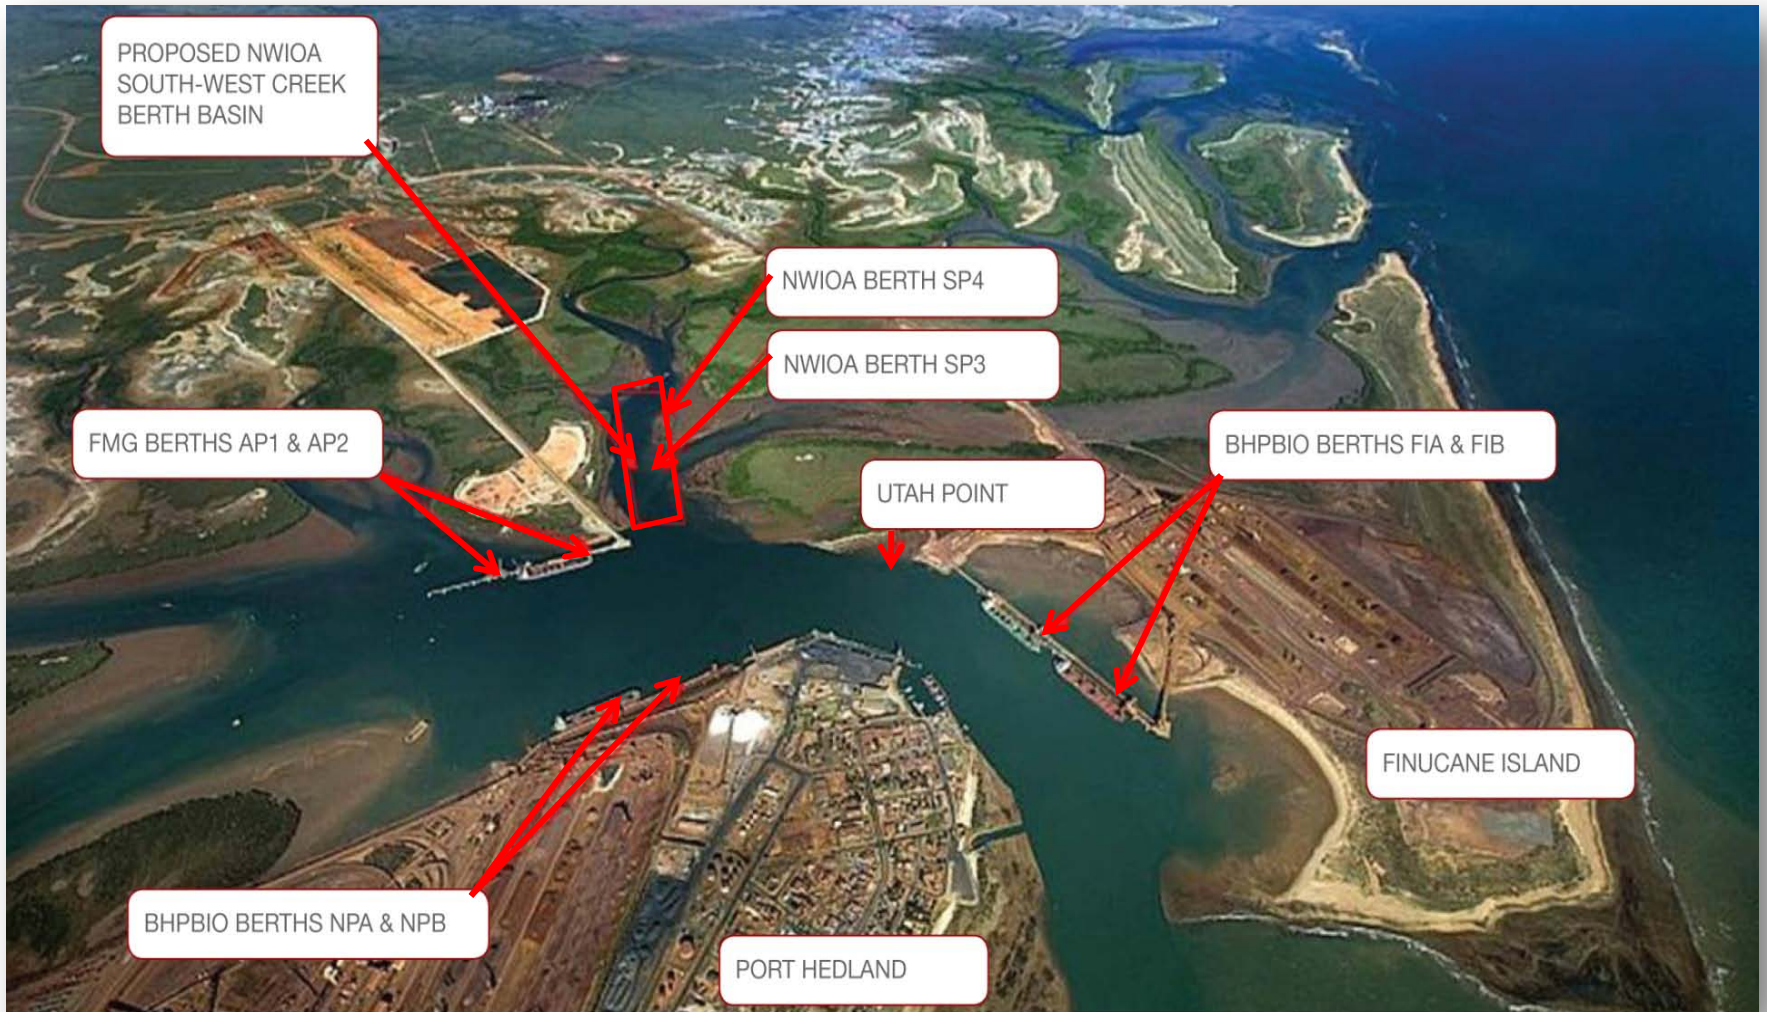 PROPOSED NWIOA
SOUTH-WEST CREEK
BERTH BASIN
NWIOA BERTH SP4
NWIOA BERTH SP3
FMG BERTHS AP1 & AP2
BHPBIO BERTHS FIA & FIB
UTAH POINT
FINUCANE ISLAND
BHPBIO BERTHS NPA & NPB
PORT HEDLAND